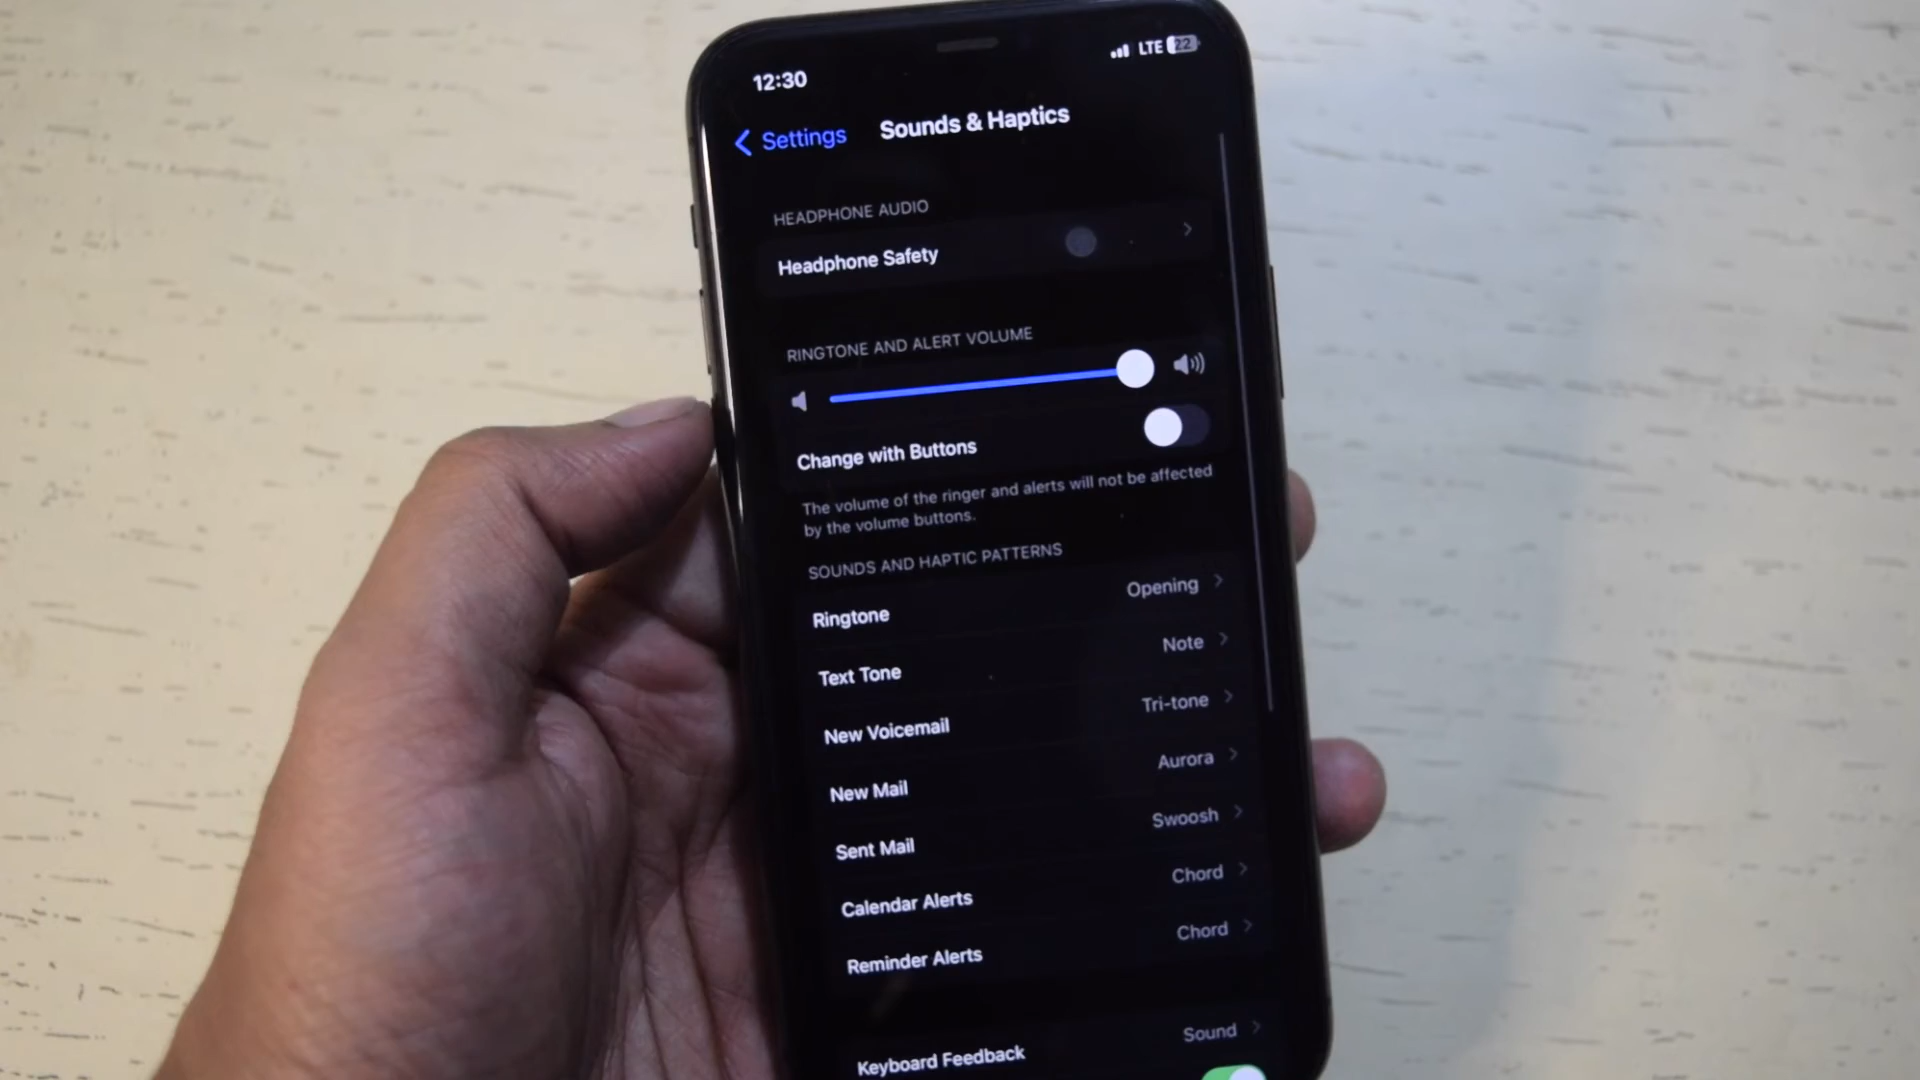 12:30
LTE 22
Settings
Sounds & Haptics
HEADPHONE AUDIO
Headphone Safety
RINGTONE AND ALERT VOLUME
Change with Buttons
The volume of the ringer and alerts will not be affected
by the volume buttons.
SOUNDS AND HAPTIC PATTERNS
Ringtone Opening
Text Tone Note
New Voicemail Tri-tone
New Mail Aurora
Sent Mail Swoosh
Calendar Alerts Chord
Reminder Alerts Chord
Keyboard Feedback Sound